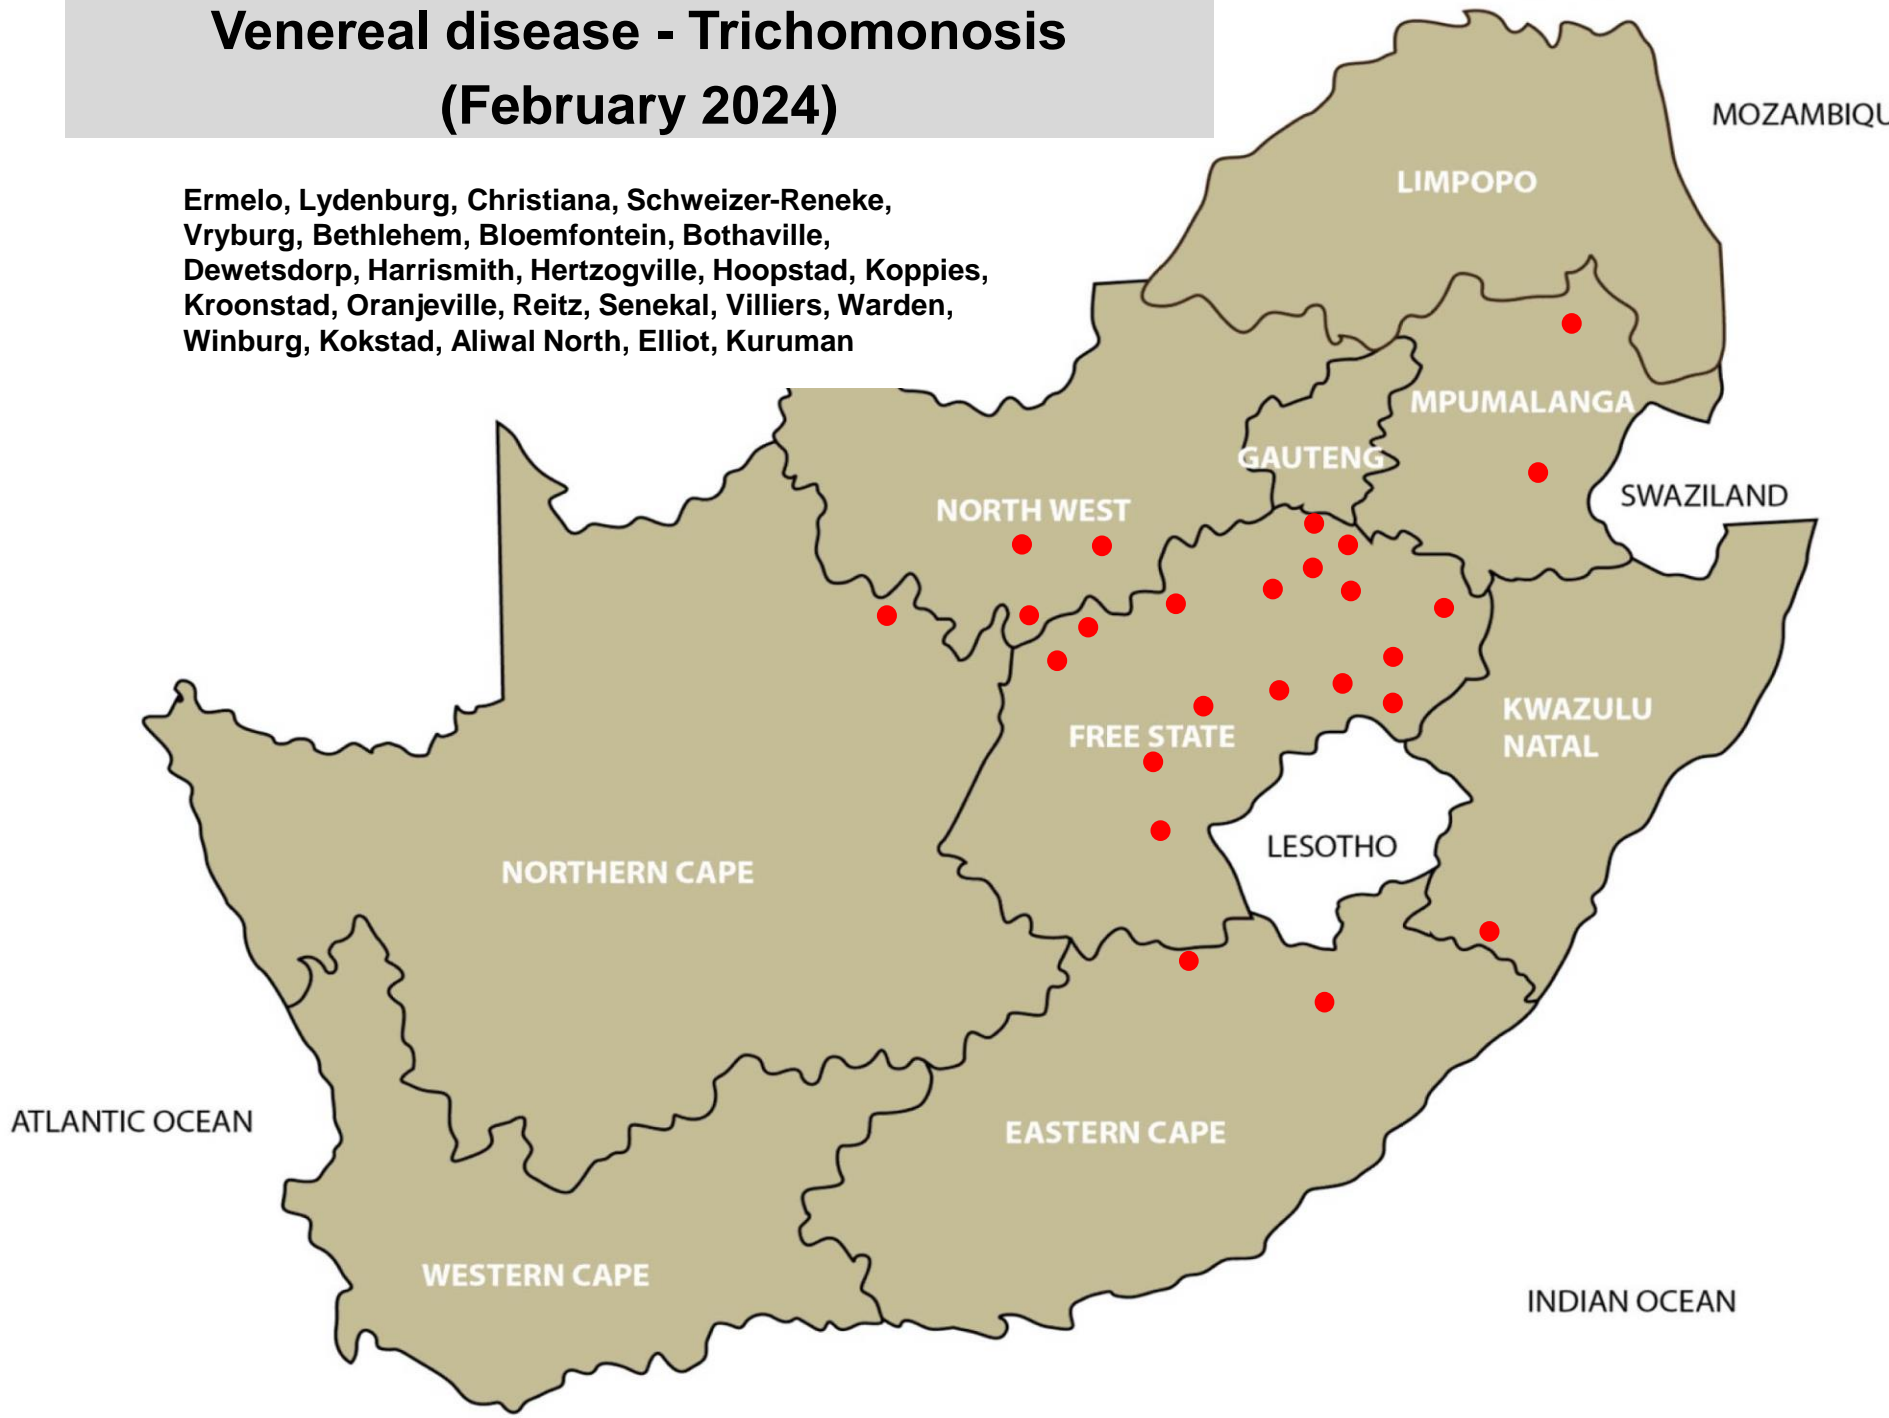 Venereal disease - Trichomonosis
(February 2024)
Ermelo, Lydenburg, Christiana, Schweizer-Reneke,
Vryburg, Bethlehem, Bloemfontein, Bothaville,
Dewetsdorp, Harrismith, Hertzogville, Hoopstad, Koppies,
Kroonstad, Oranjeville, Reitz, Senekal, Villiers, Warden,
Winburg, Kokstad, Aliwal North, Elliot, Kuruman
MOZAMBIQU
LIMPOPO
MPUMALANGA
GAUTENG
SWAZILAND
NORTH WEST
KWAZULU
NATAL
FREE STATE
LESOTHO
NORTHERN CAPE
ATLANTIC OCEAN
EASTERN CAPE
WESTERN CAPE
INDIAN OCEAN